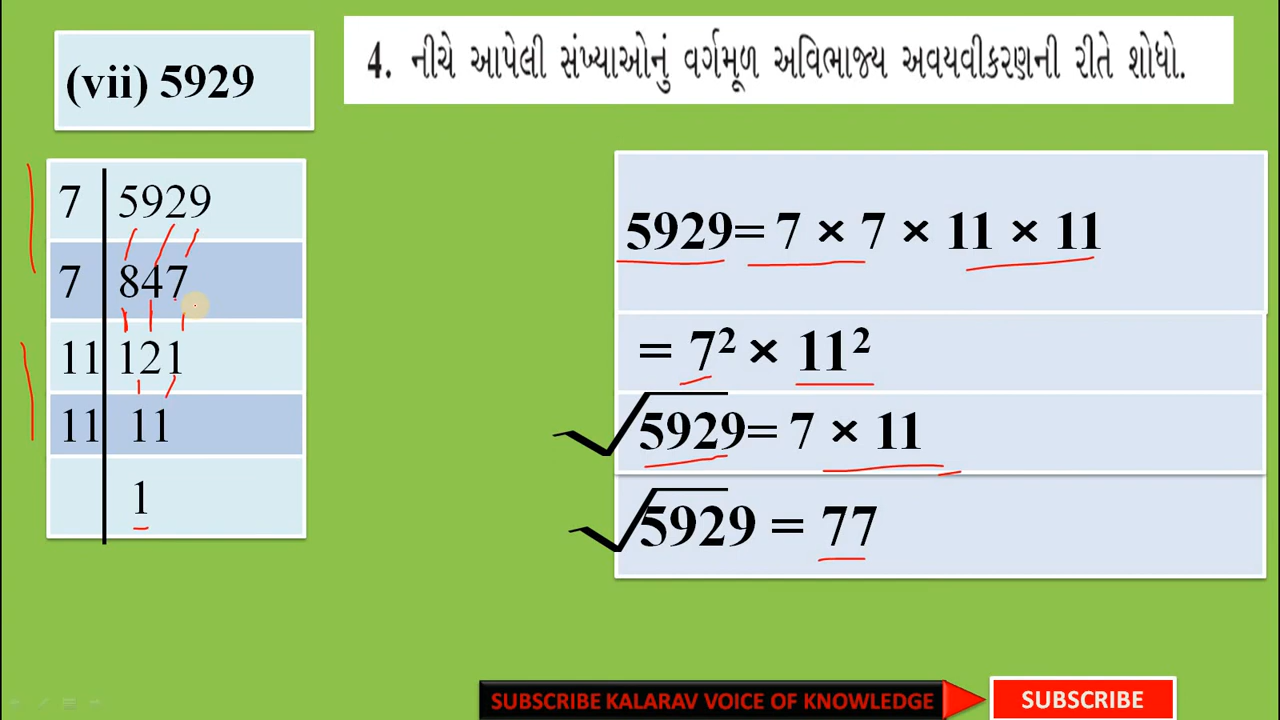 (vii) 5929
4. નીચે આપેલી સંખ્યાઓનું વર્ગમૂળ અવિભાજ્ય અવયવીકરણની રીતે શોધો.
7 5929
7 847
11 121
11 11
1
5929= 7 × 7 × 11 × 11
= 7² × 11²
√5929= 7 × 11
√5929 = 77
SUBSCRIBE KALARAV VOICE OF KNOWLEDGE
SUBSCRIBE